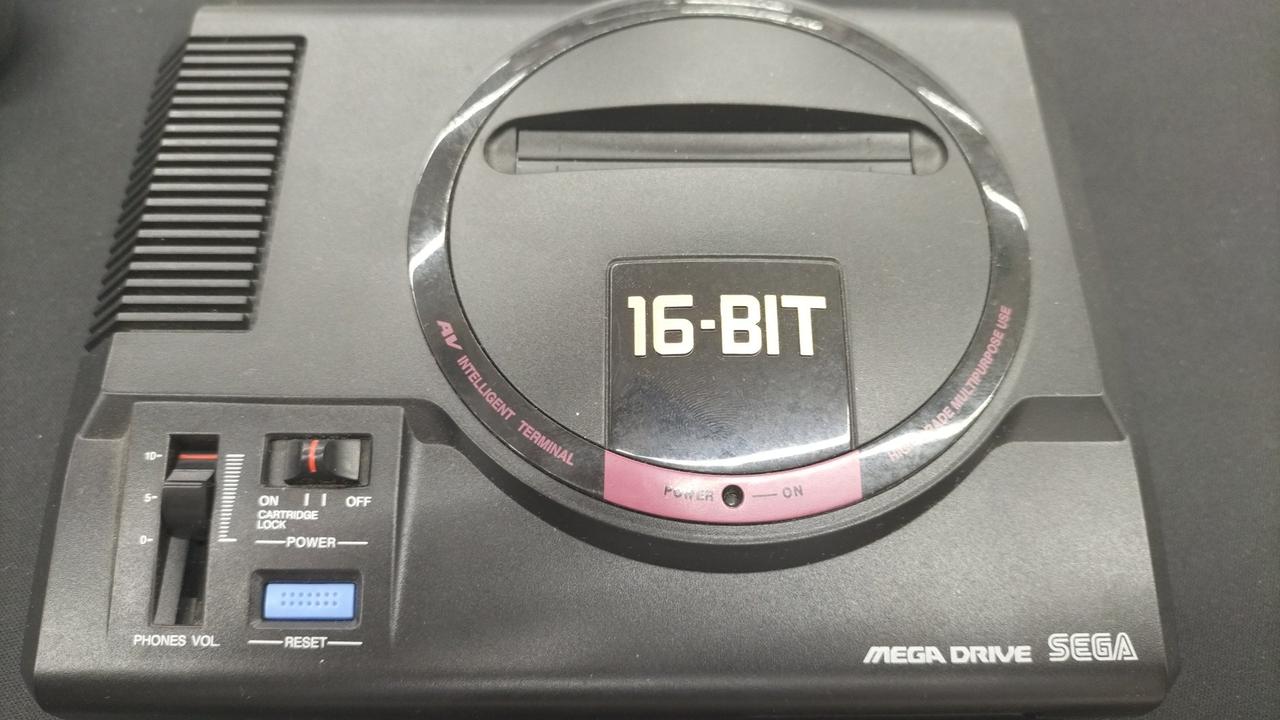 16-BIT
AV INTELLIGENT TERMINAL
HIGH GRADE MULTIPURPOSE USE
POWER — ON
10-
5-
0-
ON OFF
CARTRIDGE
LOCK
POWER
RESET
PHONES VOL.
MEGA DRIVE SEGA